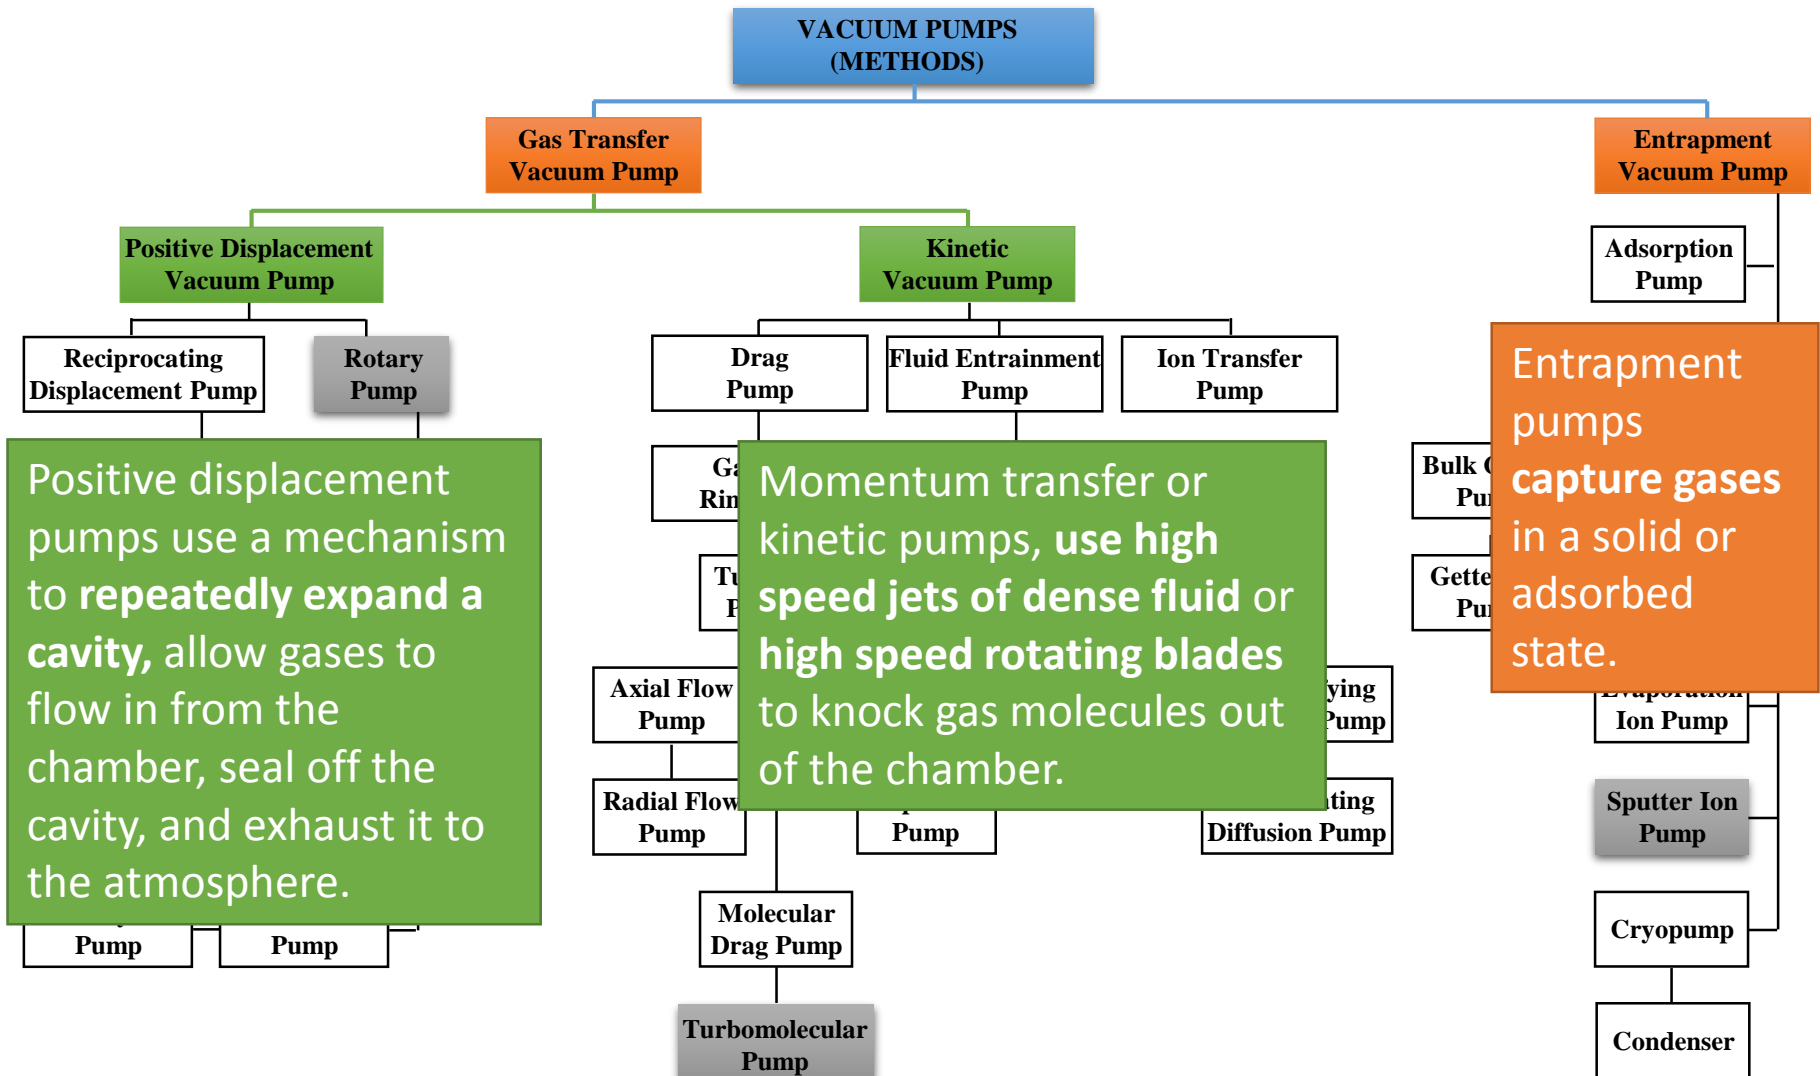 VACUUM PUMPS
(METHODS)
Gas Transfer
Vacuum Pump
Entrapment
Vacuum Pump
Positive Displacement
Vacuum Pump
Kinetic
Vacuum Pump
Adsorption
Pump
Reciprocating
Displacement Pump
Rotary
Pump
Drag
Pump
Fluid Entrainment
Pump
Ion Transfer
Pump
Positive displacement
pumps use a mechanism
to repeatedly expand a
cavity, allow gases to
flow in from the
chamber, seal off the
cavity, and exhaust it to
the atmosphere.
Momentum transfer or
kinetic pumps, use high
speed jets of dense fluid or
high speed rotating blades
to knock gas molecules out
of the chamber.
Entrapment
pumps
capture gases
in a solid or
adsorbed
state.
Bulk
Axial Flow
Pump
Pump
Ion Pump
Radial Flow
Pump
Pump
Diffusion Pump
Sputter Ion
Pump
Pump
Pump
Molecular
Drag Pump
Cryopump
Turbomolecular
Pump
Condenser